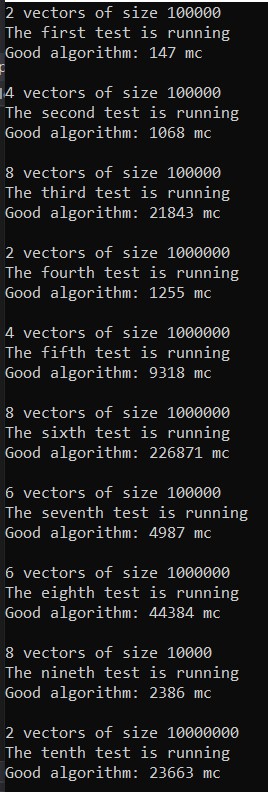 2 vectors of size 100000
The first test is running
Good algorithm: 147 mc
4 vectors of size 100000
The second test is running
Good algorithm: 1068 mc
8 vectors of size 100000
The third test is running
Good algorithm: 21843 mc
2 vectors of size 1000000
The fourth test is running
Good algorithm: 1255 mc
4 vectors of size 1000000
The fifth test is running
Good algorithm: 9318 mc
8 vectors of size 1000000
The sixth test is running
Good algorithm: 226871 mc
6 vectors of size 100000
The seventh test is running
Good algorithm: 4987 mc
6 vectors of size 1000000
The eighth test is running
Good algorithm: 44384 mc
8 vectors of size 10000
The nineth test is running
Good algorithm: 2386 mc
2 vectors of size 10000000
The tenth test is running
Good algorithm: 23663 mc